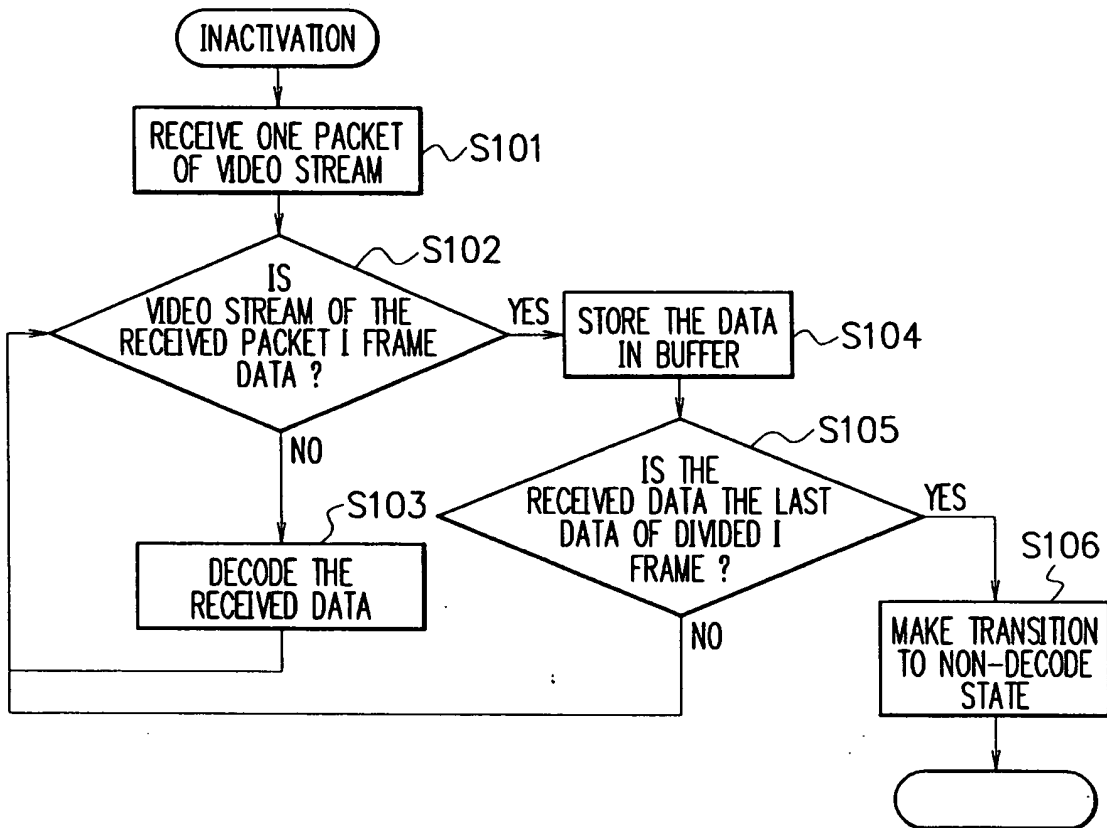 INACTIVATION
RECEIVE ONE PACKET
OF VIDEO STREAM
S101
S102
IS
VIDEO STREAM OF THE
RECEIVED PACKET I FRAME
DATA ?
YES
NO
S103
DECODE THE
RECEIVED DATA
STORE THE DATA
IN BUFFER
S104
S105
IS THE
RECEIVED DATA THE LAST
DATA OF DIVIDED I
FRAME ?
YES
NO
S106
MAKE TRANSITION
TO NON-DECODE
STATE